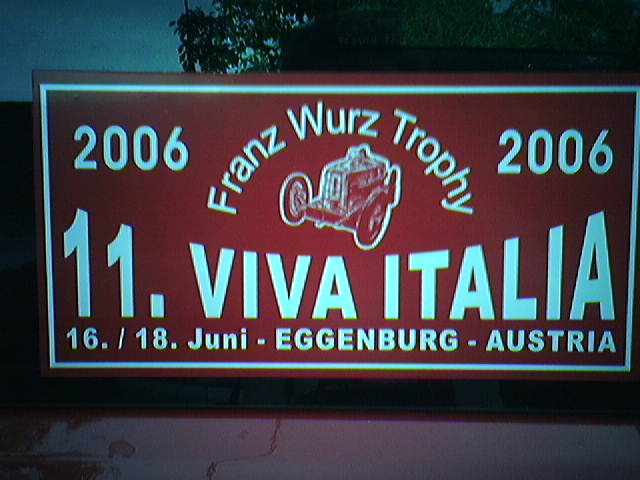 Franz Wurz Trophy
2006 2006
11. VIVA ITALIA
16. / 18. Juni - EGGENBURG - AUSTRIA